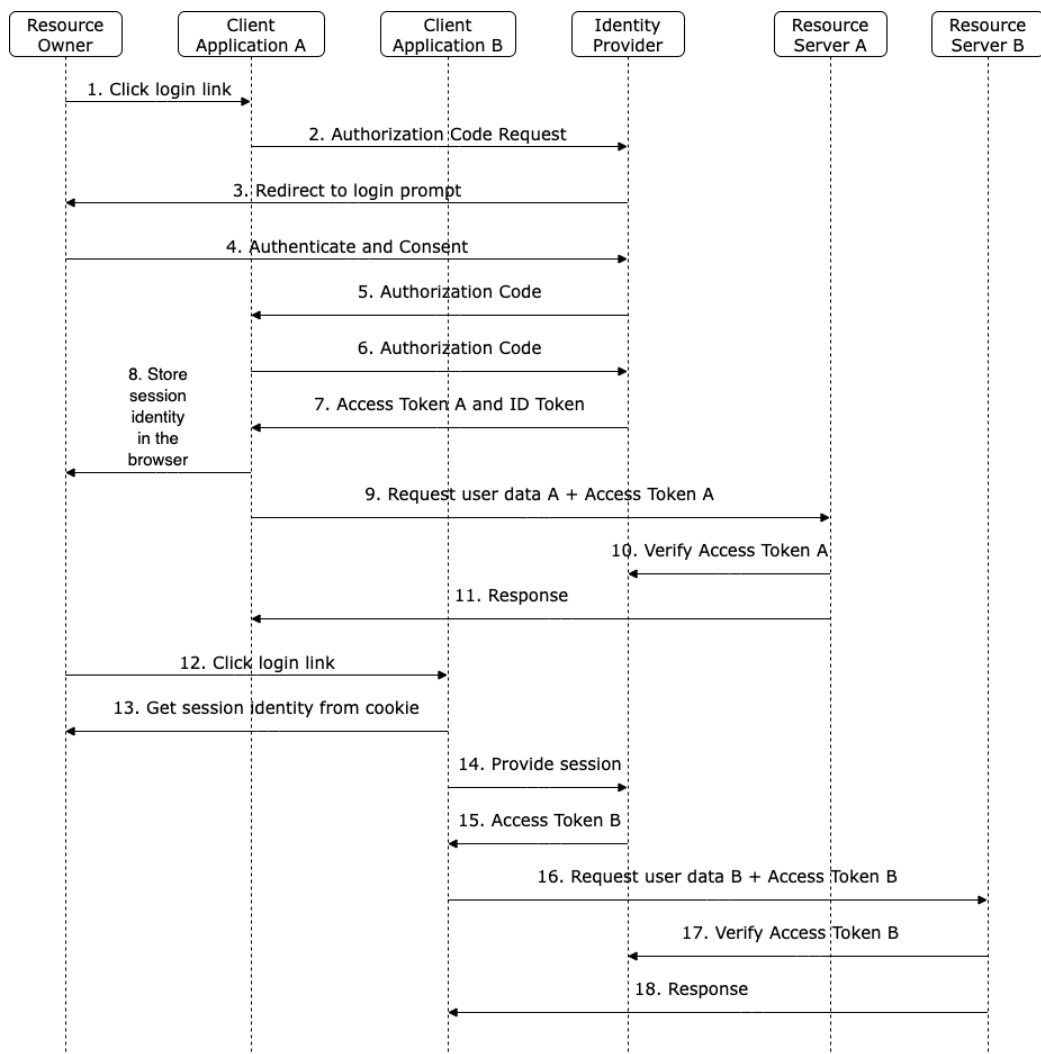 Resource
Owner
Client
Application A
Client
Application B
Identity
Provider
Resource
Server A
Resource
Server B
1. Click login link
2. Authorization Code Request
3. Redirect to login prompt
4. Authenticate and Consent
5. Authorization Code
6. Authorization Code
7. Access Token A and ID Token
8. Store
session
identity
in the
browser
9. Request user data A + Access Token A
10. Verify Access Token A
11. Response
12. Click login link
13. Get session identity from cookie
14. Provide session
15. Access Token B
16. Request user data B + Access Token B
17. Verify Access Token B
18. Response